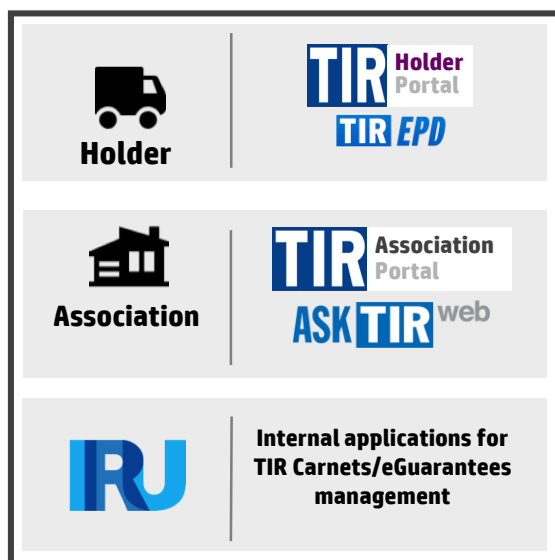 TIR Holder
Portal
TIR EPD
Holder
TIR Association
Portal
ASK TIR web
Association
IRU
Internal applications for
TIR Carnets/eGuarantees
management